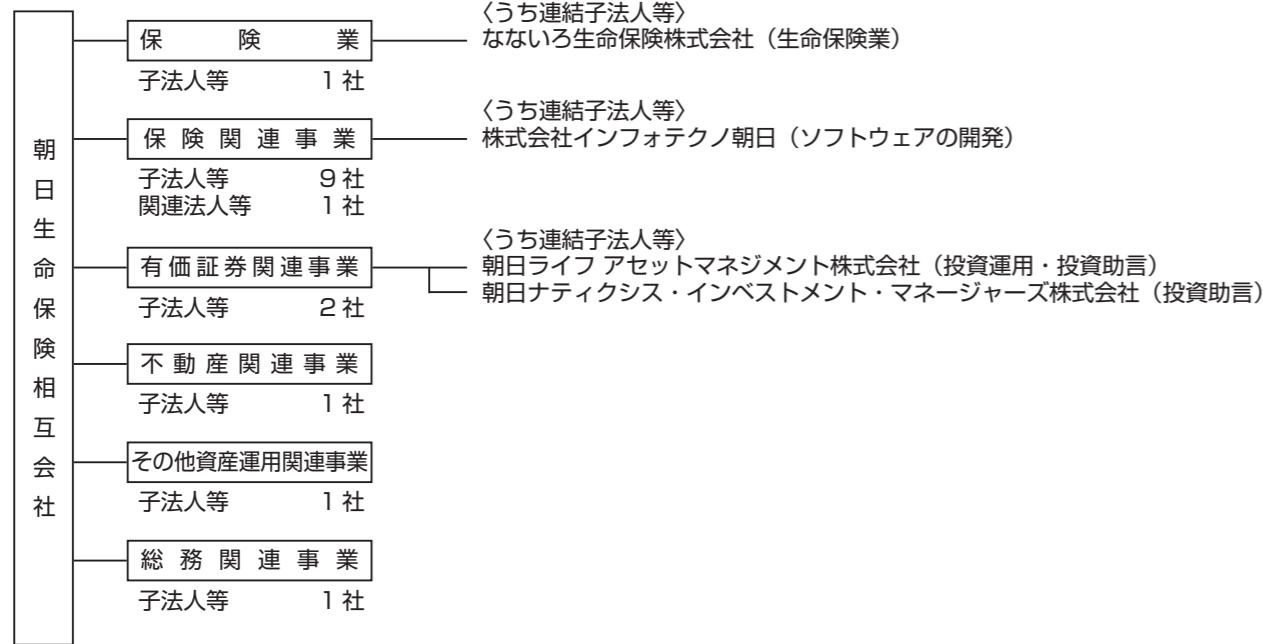 朝日生命保険相互会社
〈うち連結子法人等〉
保険業
なないろ生命保険株式会社（生命保険業）
子法人等 1 社
〈うち連結子法人等〉
保険関連事業
株式会社インフォテクノ朝日（ソフトウェアの開発）
子法人等 9 社
関連法人等 1 社
〈うち連結子法人等〉
有価証券関連事業
朝日ライフ アセットマネジメント株式会社（投資運用・投資助言）
朝日ナティクシス・インベストメント・マネージャーズ株式会社（投資助言）
子法人等 2 社
不動産関連事業
子法人等 1 社
その他資産運用関連事業
子法人等 1 社
総務関連事業
子法人等 1 社